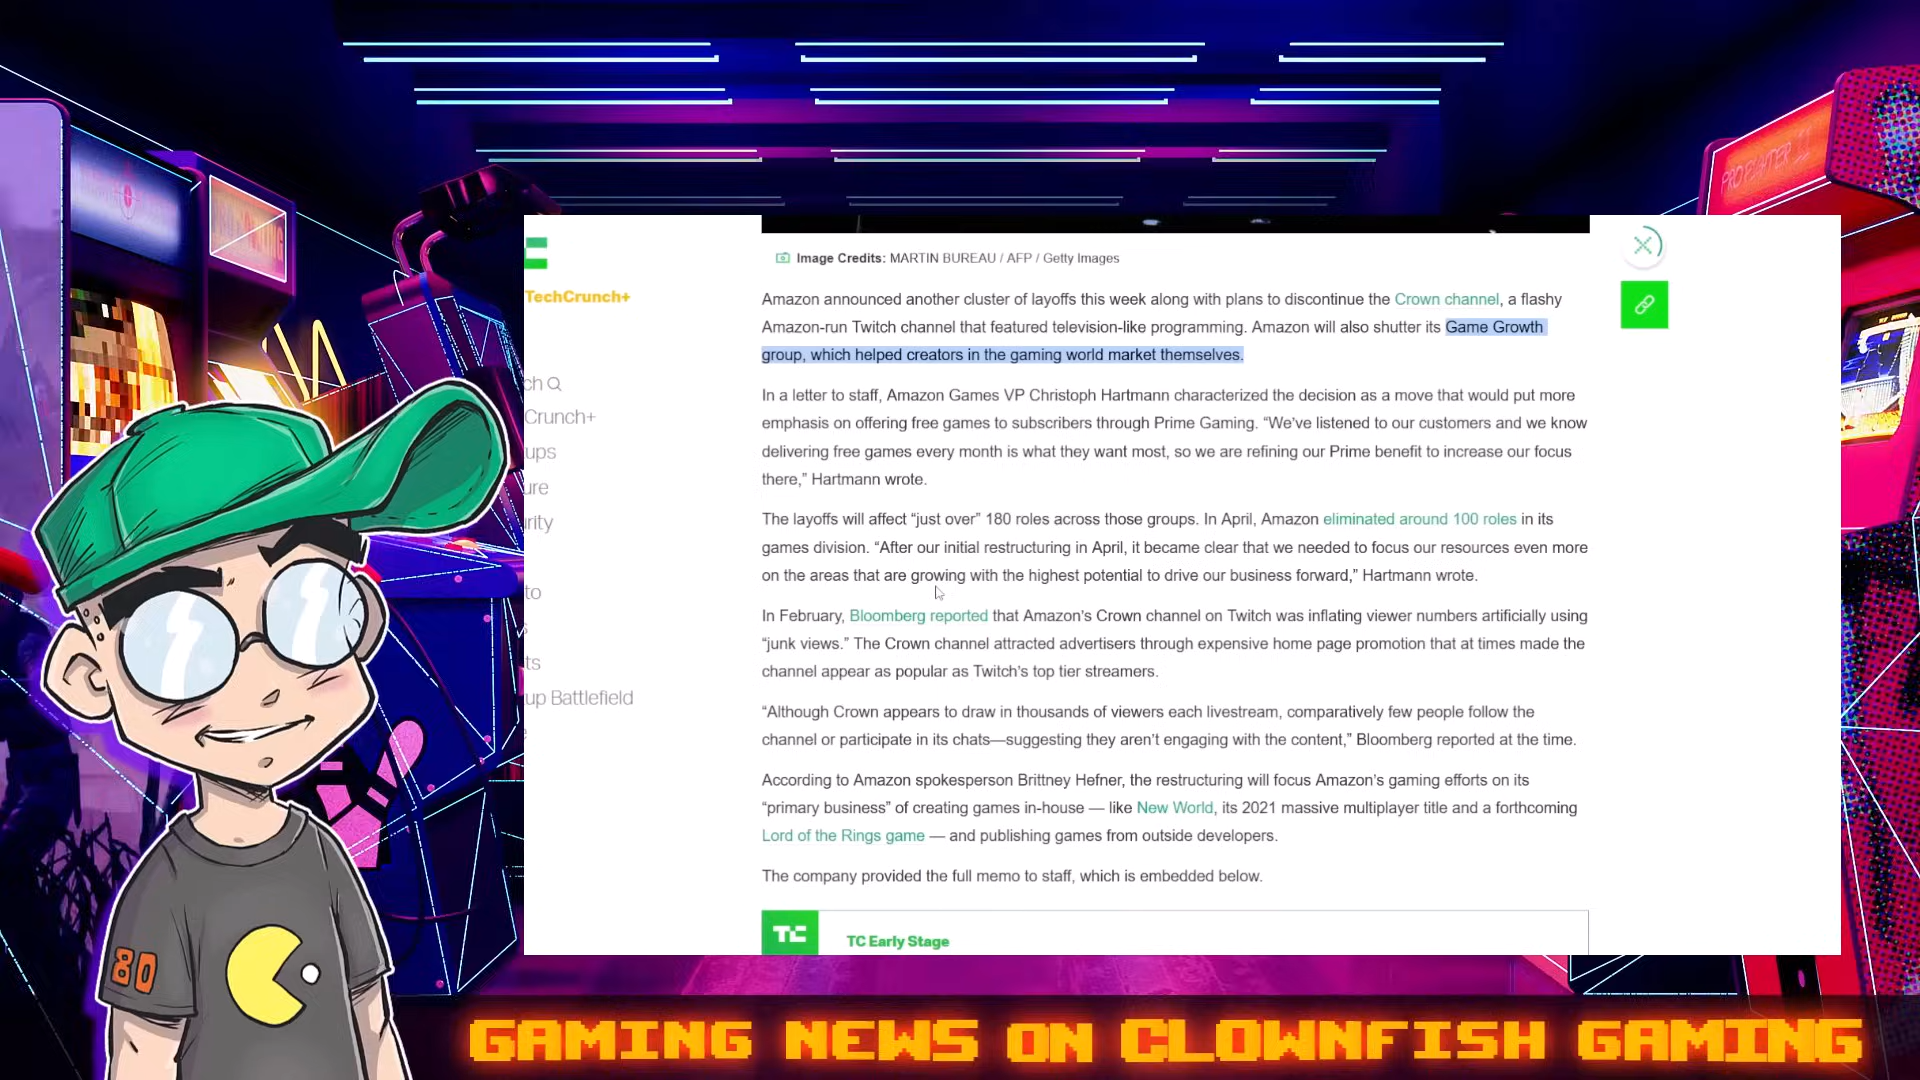 PRO FIGHTER II
Image Credits: MARTIN BUREAU / AFP / Getty Images
TechCrunch+
Amazon announced another cluster of layoffs this week along with plans to discontinue the Crown channel, a flashy
Amazon-run Twitch channel that featured television-like programming. Amazon will also shutter its Game Growth
group, which helped creators in the gaming world market themselves.
ch
Crunch+
ups
ure
urity
to
s
ts
up Battlefield
In a letter to staff, Amazon Games VP Christoph Hartmann characterized the decision as a move that would put more
emphasis on offering free games to subscribers through Prime Gaming. “We’ve listened to our customers and we know
delivering free games every month is what they want most, so we are refining our Prime benefit to increase our focus
there,” Hartmann wrote.
The layoffs will affect “just over” 180 roles across those groups. In April, Amazon eliminated around 100 roles in its
games division. “After our initial restructuring in April, it became clear that we needed to focus our resources even more
on the areas that are growing with the highest potential to drive our business forward,” Hartmann wrote.
In February, Bloomberg reported that Amazon’s Crown channel on Twitch was inflating viewer numbers artificially using
“junk views.” The Crown channel attracted advertisers through expensive home page promotion that at times made the
channel appear as popular as Twitch’s top tier streamers.
“Although Crown appears to draw in thousands of viewers each livestream, comparatively few people follow the
channel or participate in its chats—suggesting they aren’t engaging with the content,” Bloomberg reported at the time.
According to Amazon spokesperson Brittney Hefner, the restructuring will focus Amazon’s gaming efforts on its
“primary business” of creating games in-house — like New World, its 2021 massive multiplayer title and a forthcoming
Lord of the Rings game — and publishing games from outside developers.
The company provided the full memo to staff, which is embedded below.
TC
TC Early Stage
80
GAMING NEWS ON CLOWNFISH GAMING